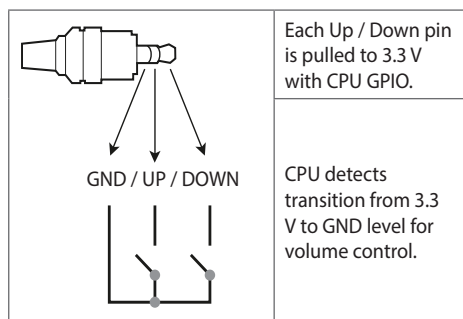 Each Up / Down pin
is pulled to 3.3 V
with CPU GPIO.
GND / UP / DOWN
CPU detects
transition from 3.3
V to GND level for
volume control.